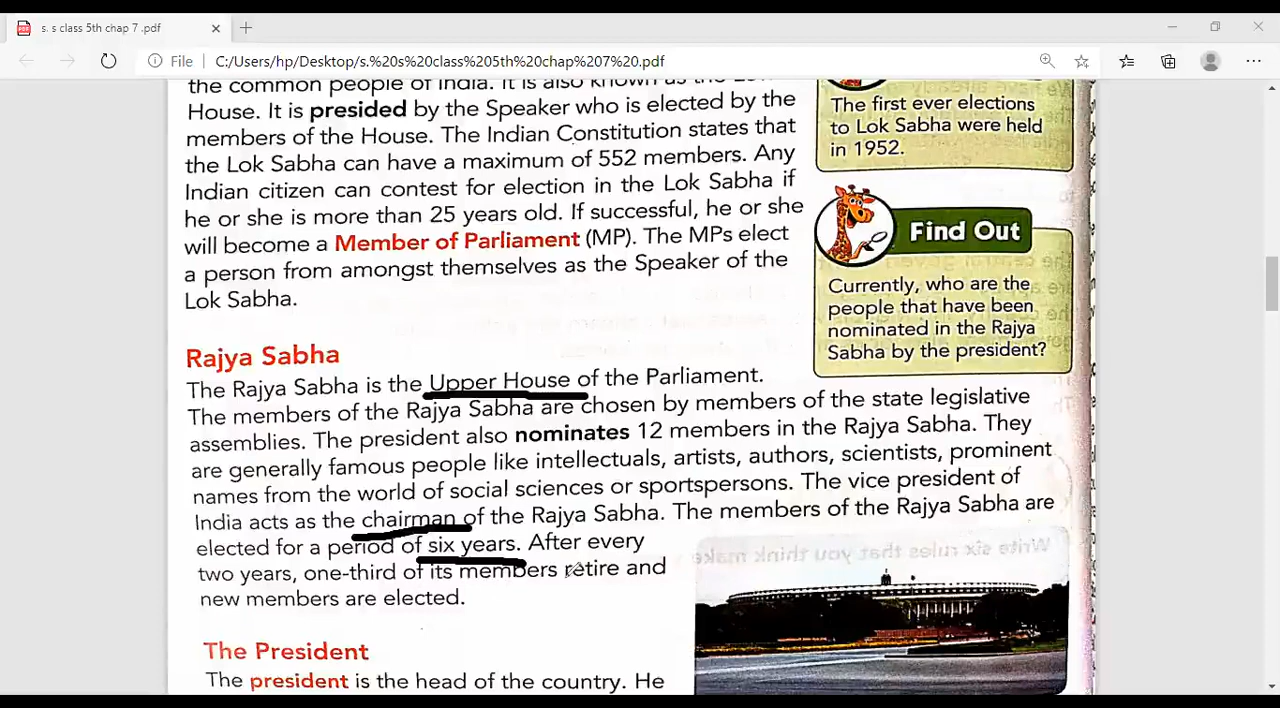 s. s class 5th chap 7 .pdf
File
C:/Users/hp/Desktop/s.%20s%20class%205th%20chap%207%20.pdf
the common people of India. It is also known as the
House. It is presided by the Speaker who is elected by the
members of the House. The Indian Constitution states that
the Lok Sabha can have a maximum of 552 members. Any
Indian citizen can contest for election in the Lok Sabha if
he or she is more than 25 years old. If successful, he or she
will become a Member of Parliament (MP). The MPs elect
a person from amongst themselves as the Speaker of the
Lok Sabha.
The first ever elections
to Lok Sabha were held
in 1952.
Find Out
Currently, who are the
people that have been
nominated in the Rajya
Sabha by the president?
Rajya Sabha
The Rajya Sabha is the Upper House of the Parliament.
The members of the Rajya Sabha are chosen by members of the state legislative
assemblies. The president also nominates 12 members in the Rajya Sabha. They
are generally famous people like intellectuals, artists, authors, scientists, prominent
names from the world of social sciences or sportspersons. The vice president of
India acts as the chairman of the Rajya Sabha. The members of the Rajya Sabha are
elected for a period of six years. After every
two years, one-third of its members retire and
new members are elected.
The President
The president is the head of the country. He